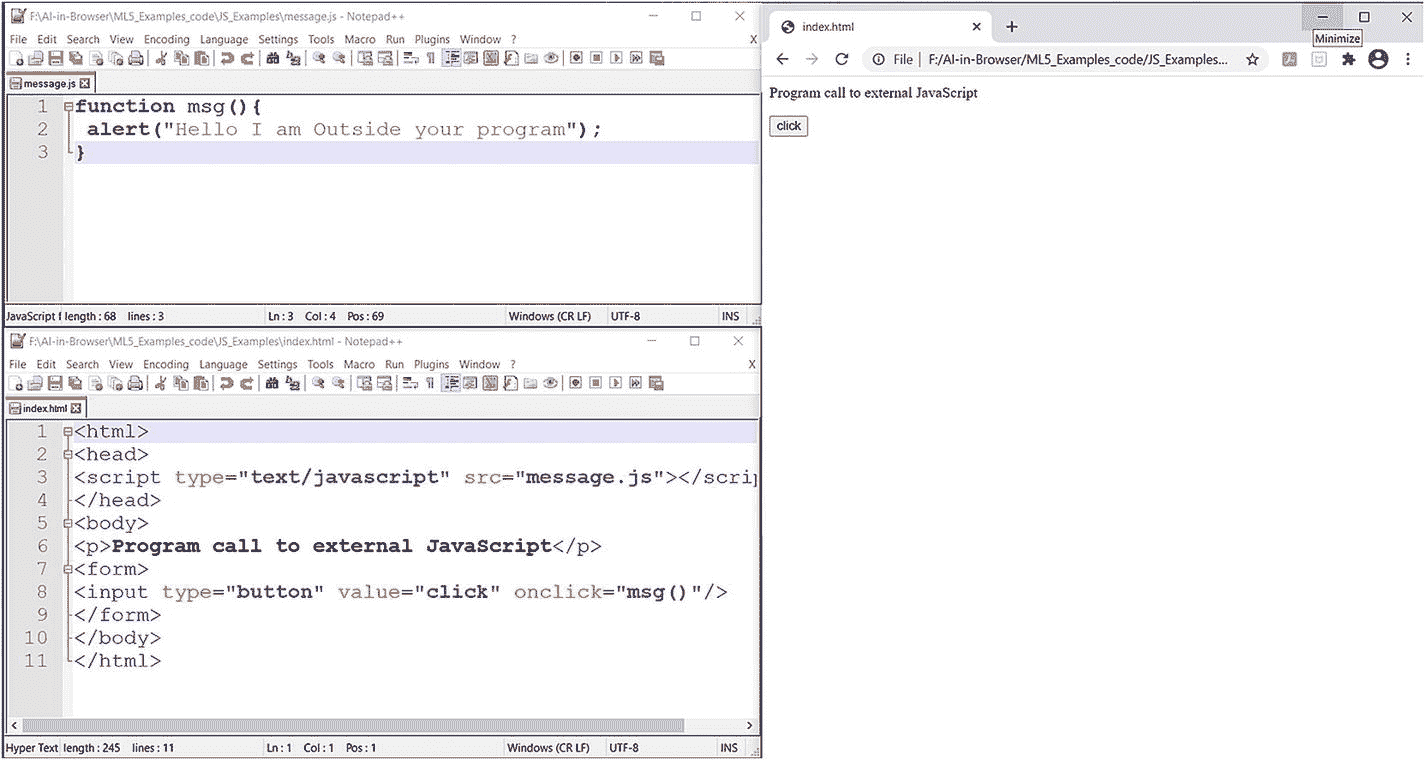 F:\AI-in-Browser\ML5_Examples_code\JS_Examples\message.js - Notepad++
File Edit Search View Encoding Language Settings Tools Macro Run Plugins Window ? X
message.js
1 function msg(){
2 alert("Hello I am Outside your program");
3 }
JavaScript f length : 68 lines : 3 Ln : 3 Col : 4 Pos : 69 Windows (CR LF) UTF-8 INS
F:\AI-in-Browser\ML5_Examples_code\JS_Examples\index.html - Notepad++
File Edit Search View Encoding Language Settings Tools Macro Run Plugins Window ? X
index.html
1 <html>
2 <head>
3 <script type="text/javascript" src="message.js"></scrip
4 </head>
5 <body>
6 <p>Program call to external JavaScript</p>
7 <form>
8 <input type="button" value="click" onclick="msg()"/>
9 </form>
10 </body>
11 </html>
Hyper Text length : 245 lines : 11 Ln : 1 Col : 1 Pos : 1 Windows (CR LF) UTF-8 INS
index.html
Minimize
File F:/AI-in-Browser/ML5_Examples_code/JS_Examples...
Program call to external JavaScript
click